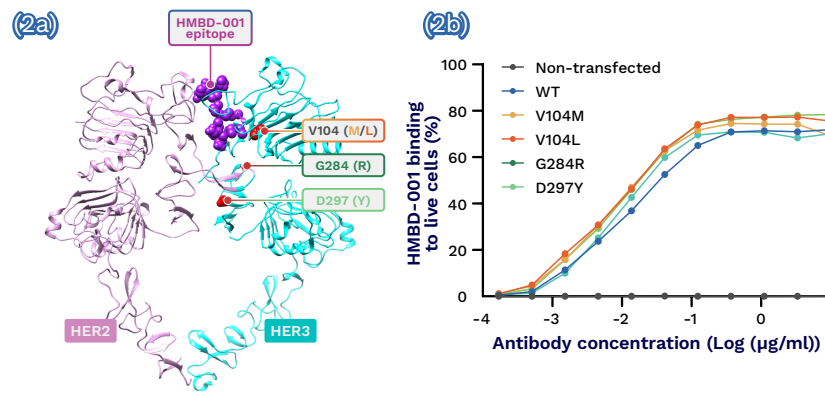 (2a)
HMBD-001
epitope
V104 (M/L)
G284 (R)
D297 (Y)
HER2
HER3
(2b)
HMBD-001 binding
to live cells (%)
100
80
60
40
20
0
Non-transfected
WT
V104M
V104L
G284R
D297Y
-4
-3
-2
-1
0
Antibody concentration (Log (µg/ml))